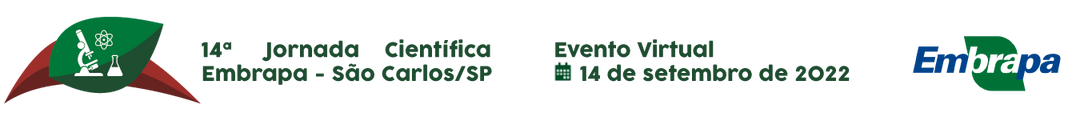 14ª Jornada Científica
Embrapa - São Carlos/SP
Evento Virtual
14 de setembro de 2022
Embrapa